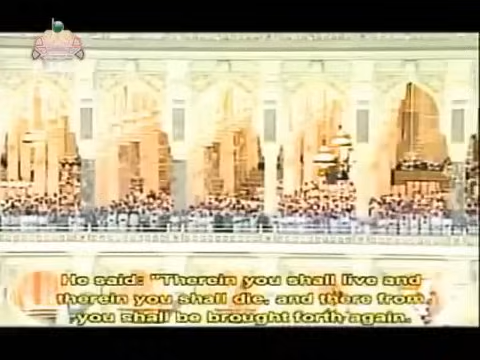 He said: "Therein you shall live and
therein you shall die, and there from
you shall be brought forth again.